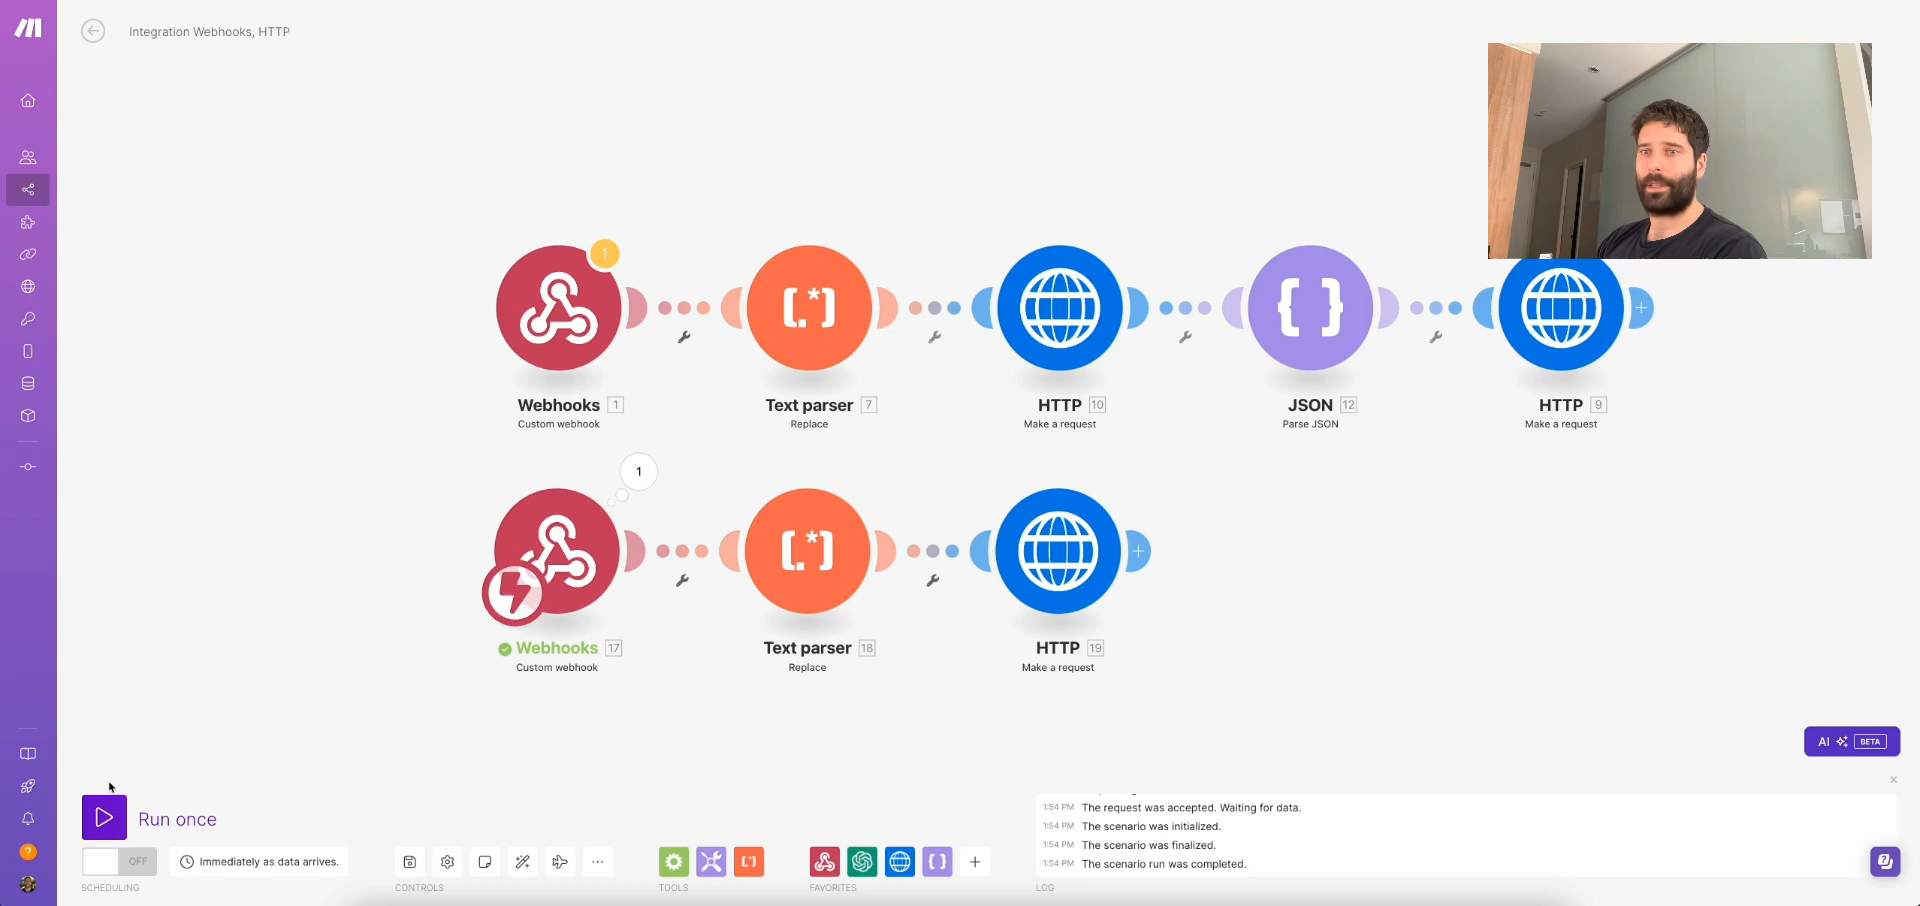 Integration Webhooks, HTTP
1
Webhooks 1
Custom webhook
Text parser 7
Replace
HTTP 10
Make a request
JSON 12
Parse JSON
HTTP 9
Make a request
1
Webhooks 17
Custom webhook
Text parser 18
Replace
HTTP 19
Make a request
AI BETA
Run once
OFF
Immediately as data arrives.
SCHEDULING
CONTROLS
TOOLS
FAVORITES
1:54 PM The request was accepted. Waiting for data.
1:54 PM The scenario was initialized.
1:54 PM The scenario was finalized.
1:54 PM The scenario run was completed.
LOG